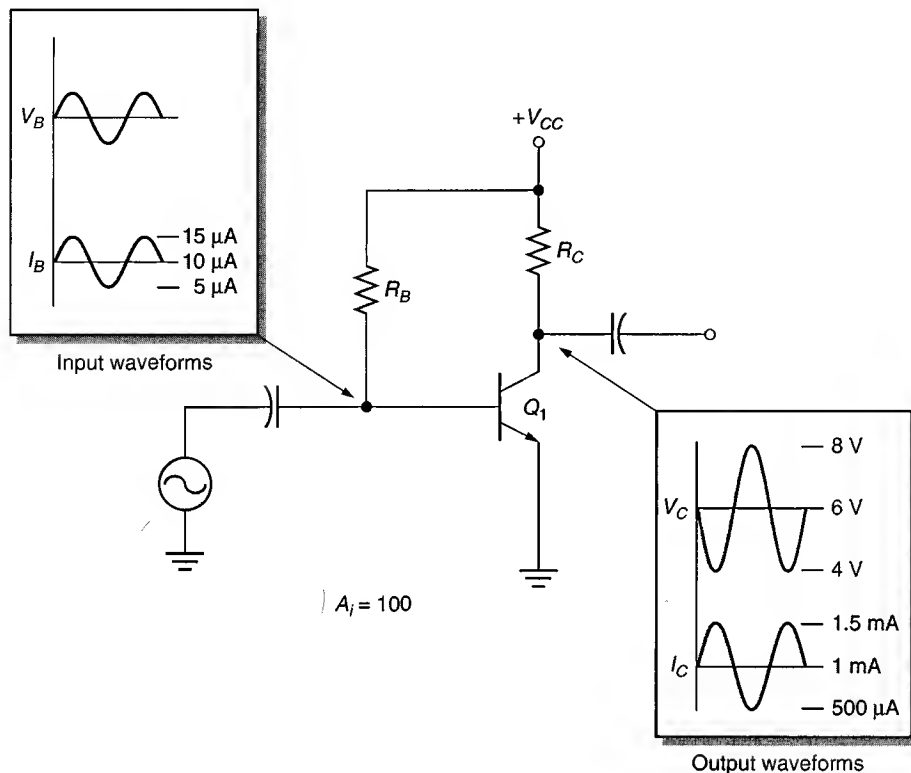 V_B
I_B
15 µA
10 µA
5 µA
Input waveforms
+V_CC
R_B
R_C
Q_1
A_i = 100
V_C
8 V
6 V
4 V
I_C
1.5 mA
1 mA
500 µA
Output waveforms